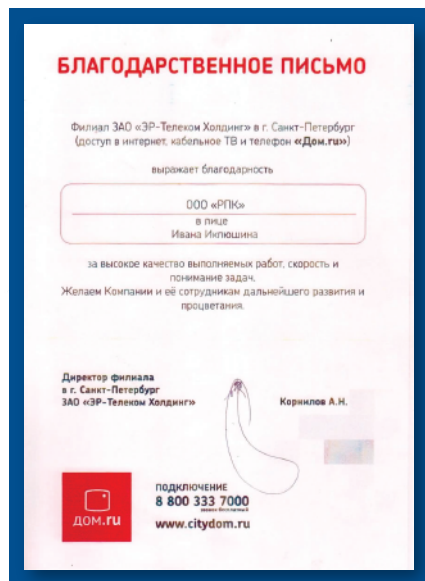 БЛАГОДАРСТВЕННОЕ ПИСЬМО
Филиал ЗАО «ЭР-Телеком Холдинг» в г. Санкт-Петербург
(доступ в интернет, кабельное ТВ и телефон «Дом.ru»)
выражает благодарность
ООО «РПК»
в лице
Ивана Инюшина
за высокое качество выполняемых работ, скорость и
понимание задач.
Желаем Компании и её сотрудникам дальнейшего развития и
процветания.
Директор филиала
в г. Санкт-Петербург
ЗАО «ЭР-Телеком Холдинг»
Корнилов А.Н.
ПОДКЛЮЧЕНИЕ
8 800 333 7000
звонок бесплатный
www.citydom.ru
ДОМ.RU